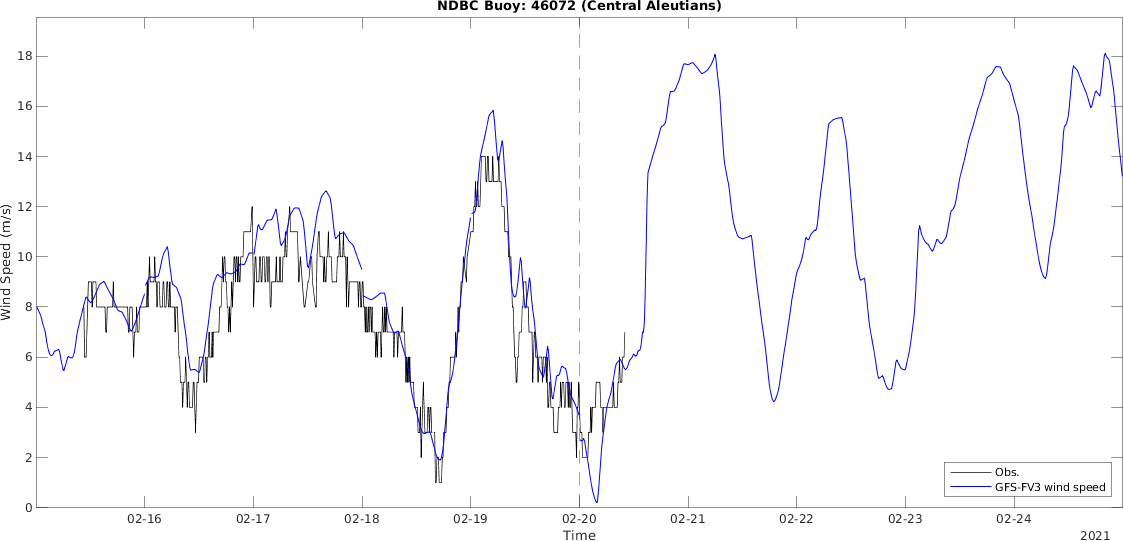 NDBC Buoy: 46072 (Central Aleutians)
18
16
14
12
10
8
6
4
2
0
Wind Speed (m/s)
02-16 02-17 02-18 02-19 02-20 02-21 02-22 02-23 02-24
Time
2021
Obs.
GFS-FV3 wind speed